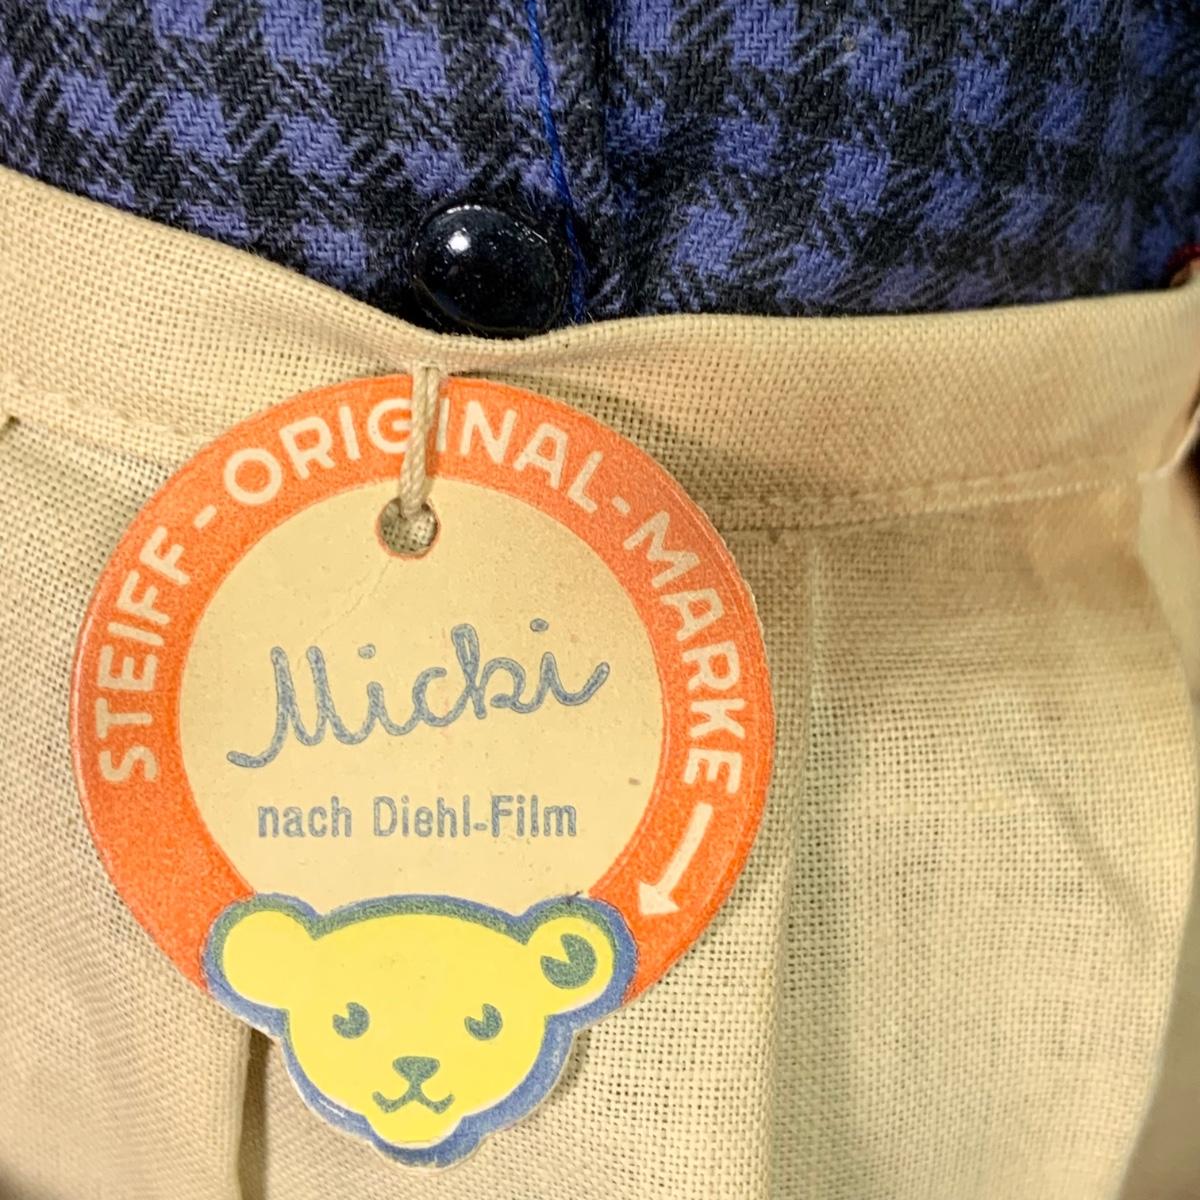 STEIFF-ORIGINAL-MARKE
Micki
nach Diehl-Film